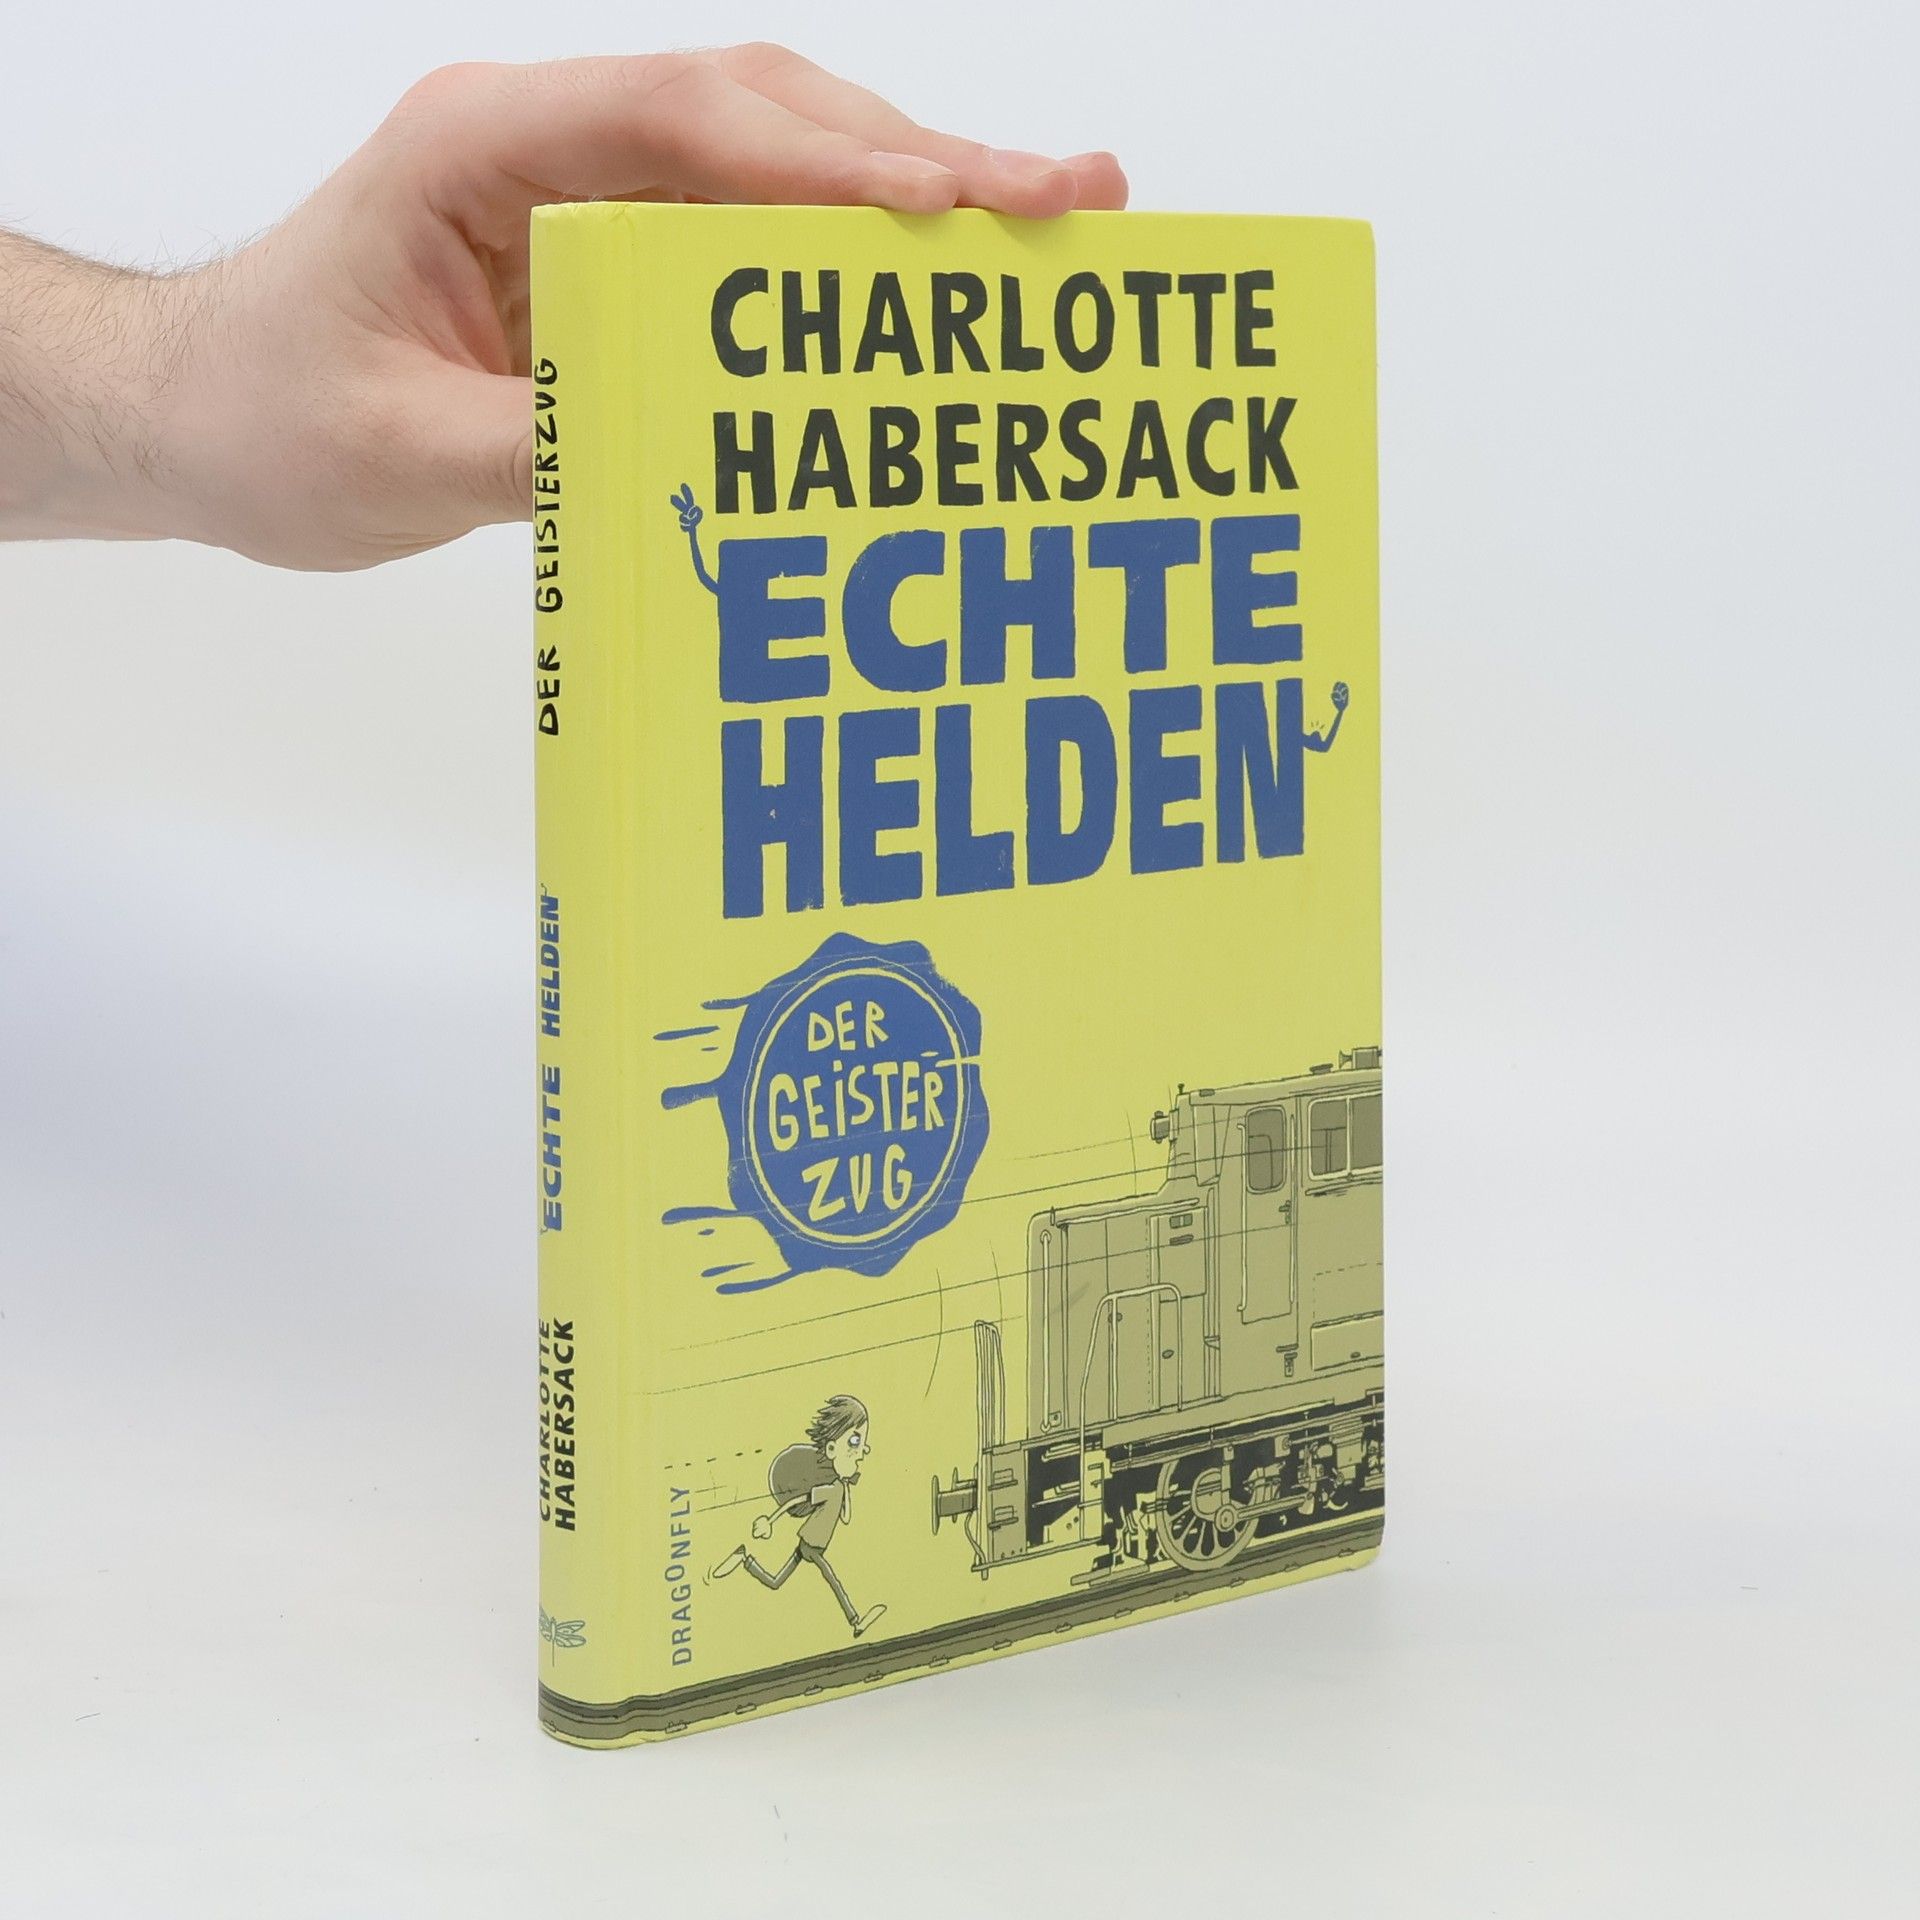 CHARLOTTE
HABERSACK
ECHTE
HELDEN
DER
GEiSTER-
ZUG
DRAGONFLY
DER GEiSTERZUG
ECHTE HELDEN
CHARLOTTE
HABERSACK